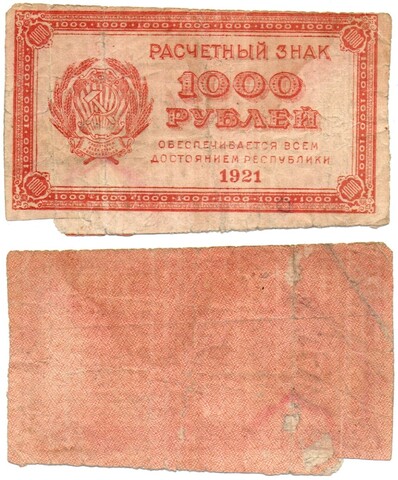 РАСЧЕТНЫЙ ЗНАК
1000
РУБЛЕЙ
ОБЕСПЕЧИВАЕТСЯ ВСЕМ
ДОСТОЯНИЕМ РЕСПУБЛИКИ
1921